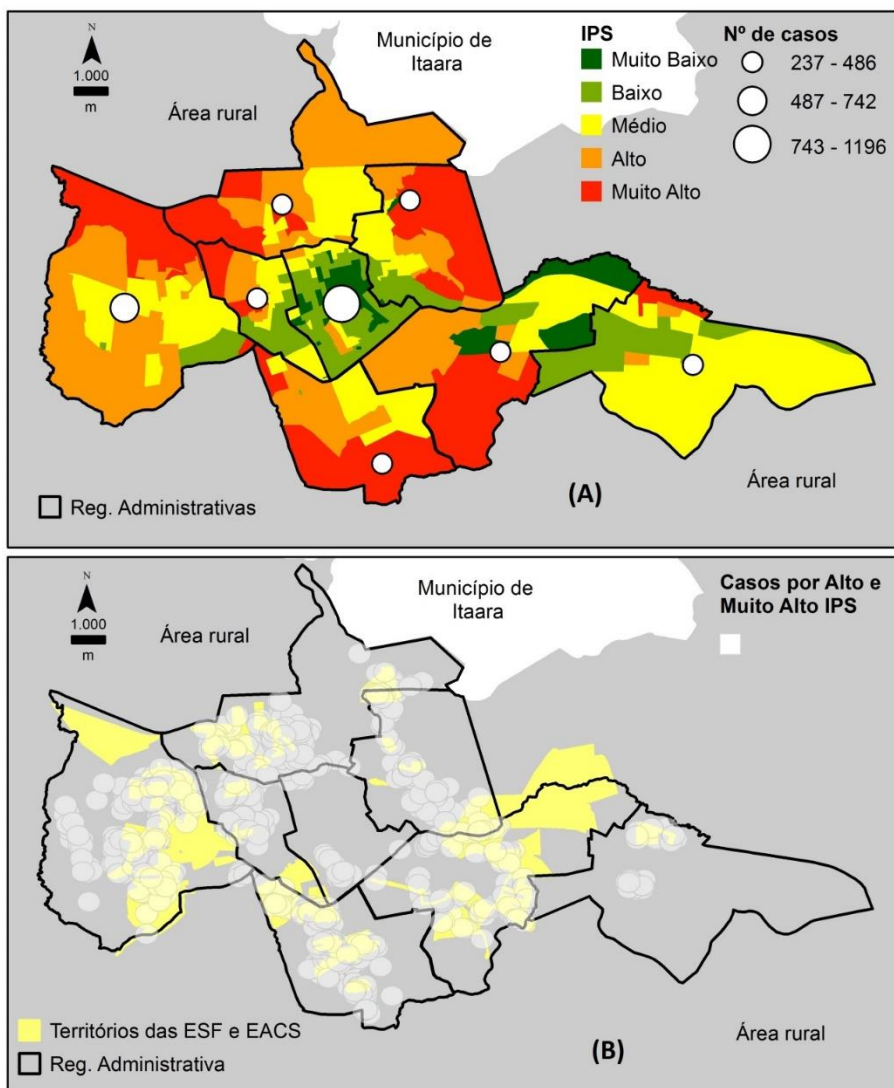 N
1.000
m
Município de
Itaara
Área rural
IPS
Muito Baixo
Baixo
Médio
Alto
Muito Alto
Nº de casos
237 - 486
487 - 742
743 - 1196
Reg. Administrativas
(A)
Área rural
N
1.000
m
Município de
Itaara
Área rural
Casos por Alto e
Muito Alto IPS
Territórios das ESF e EACS
Reg. Administrativa
(B)
Área rural